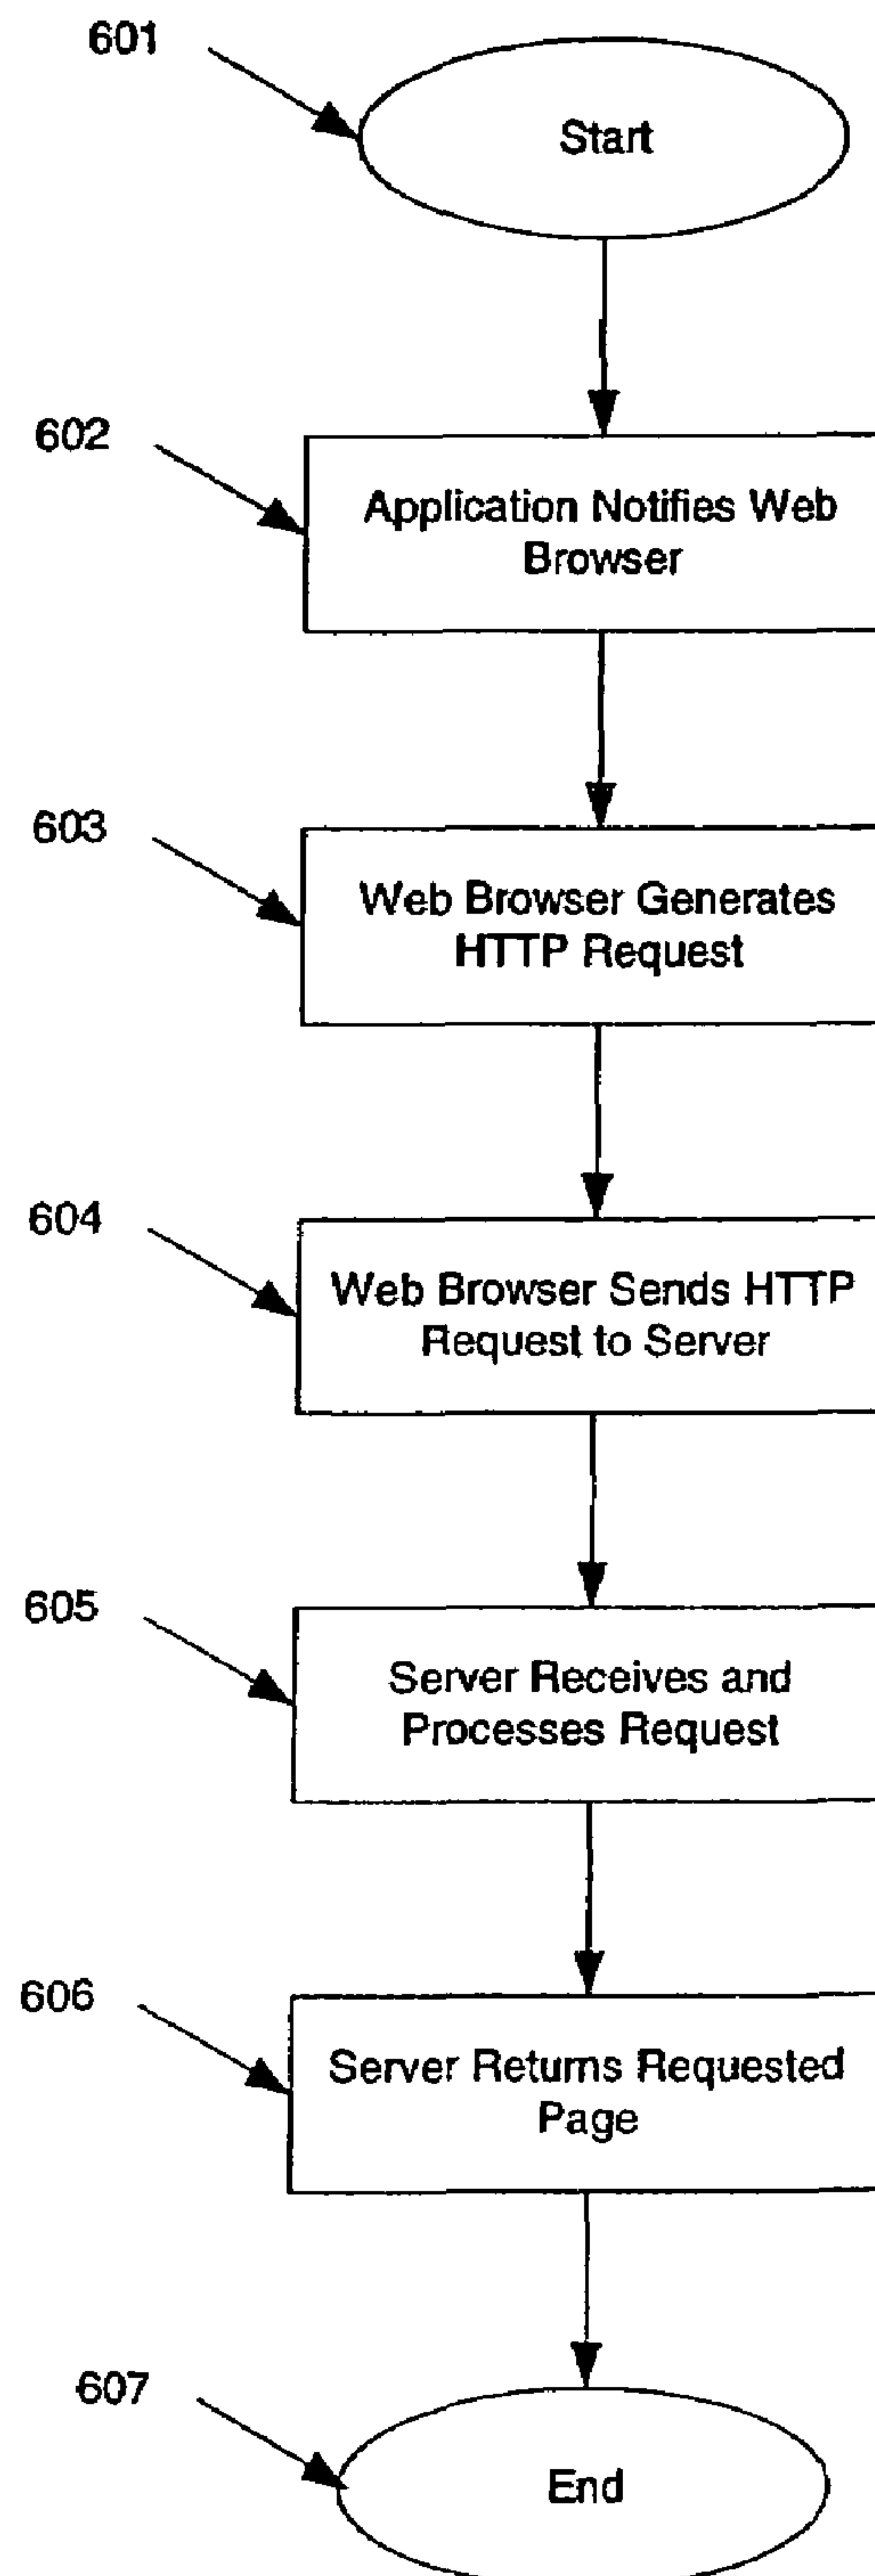 601
Start
602
Application Notifies Web
Browser
603
Web Browser Generates
HTTP Request
604
Web Browser Sends HTTP
Request to Server
605
Server Receives and
Processes Request
606
Server Returns Requested
Page
607
End